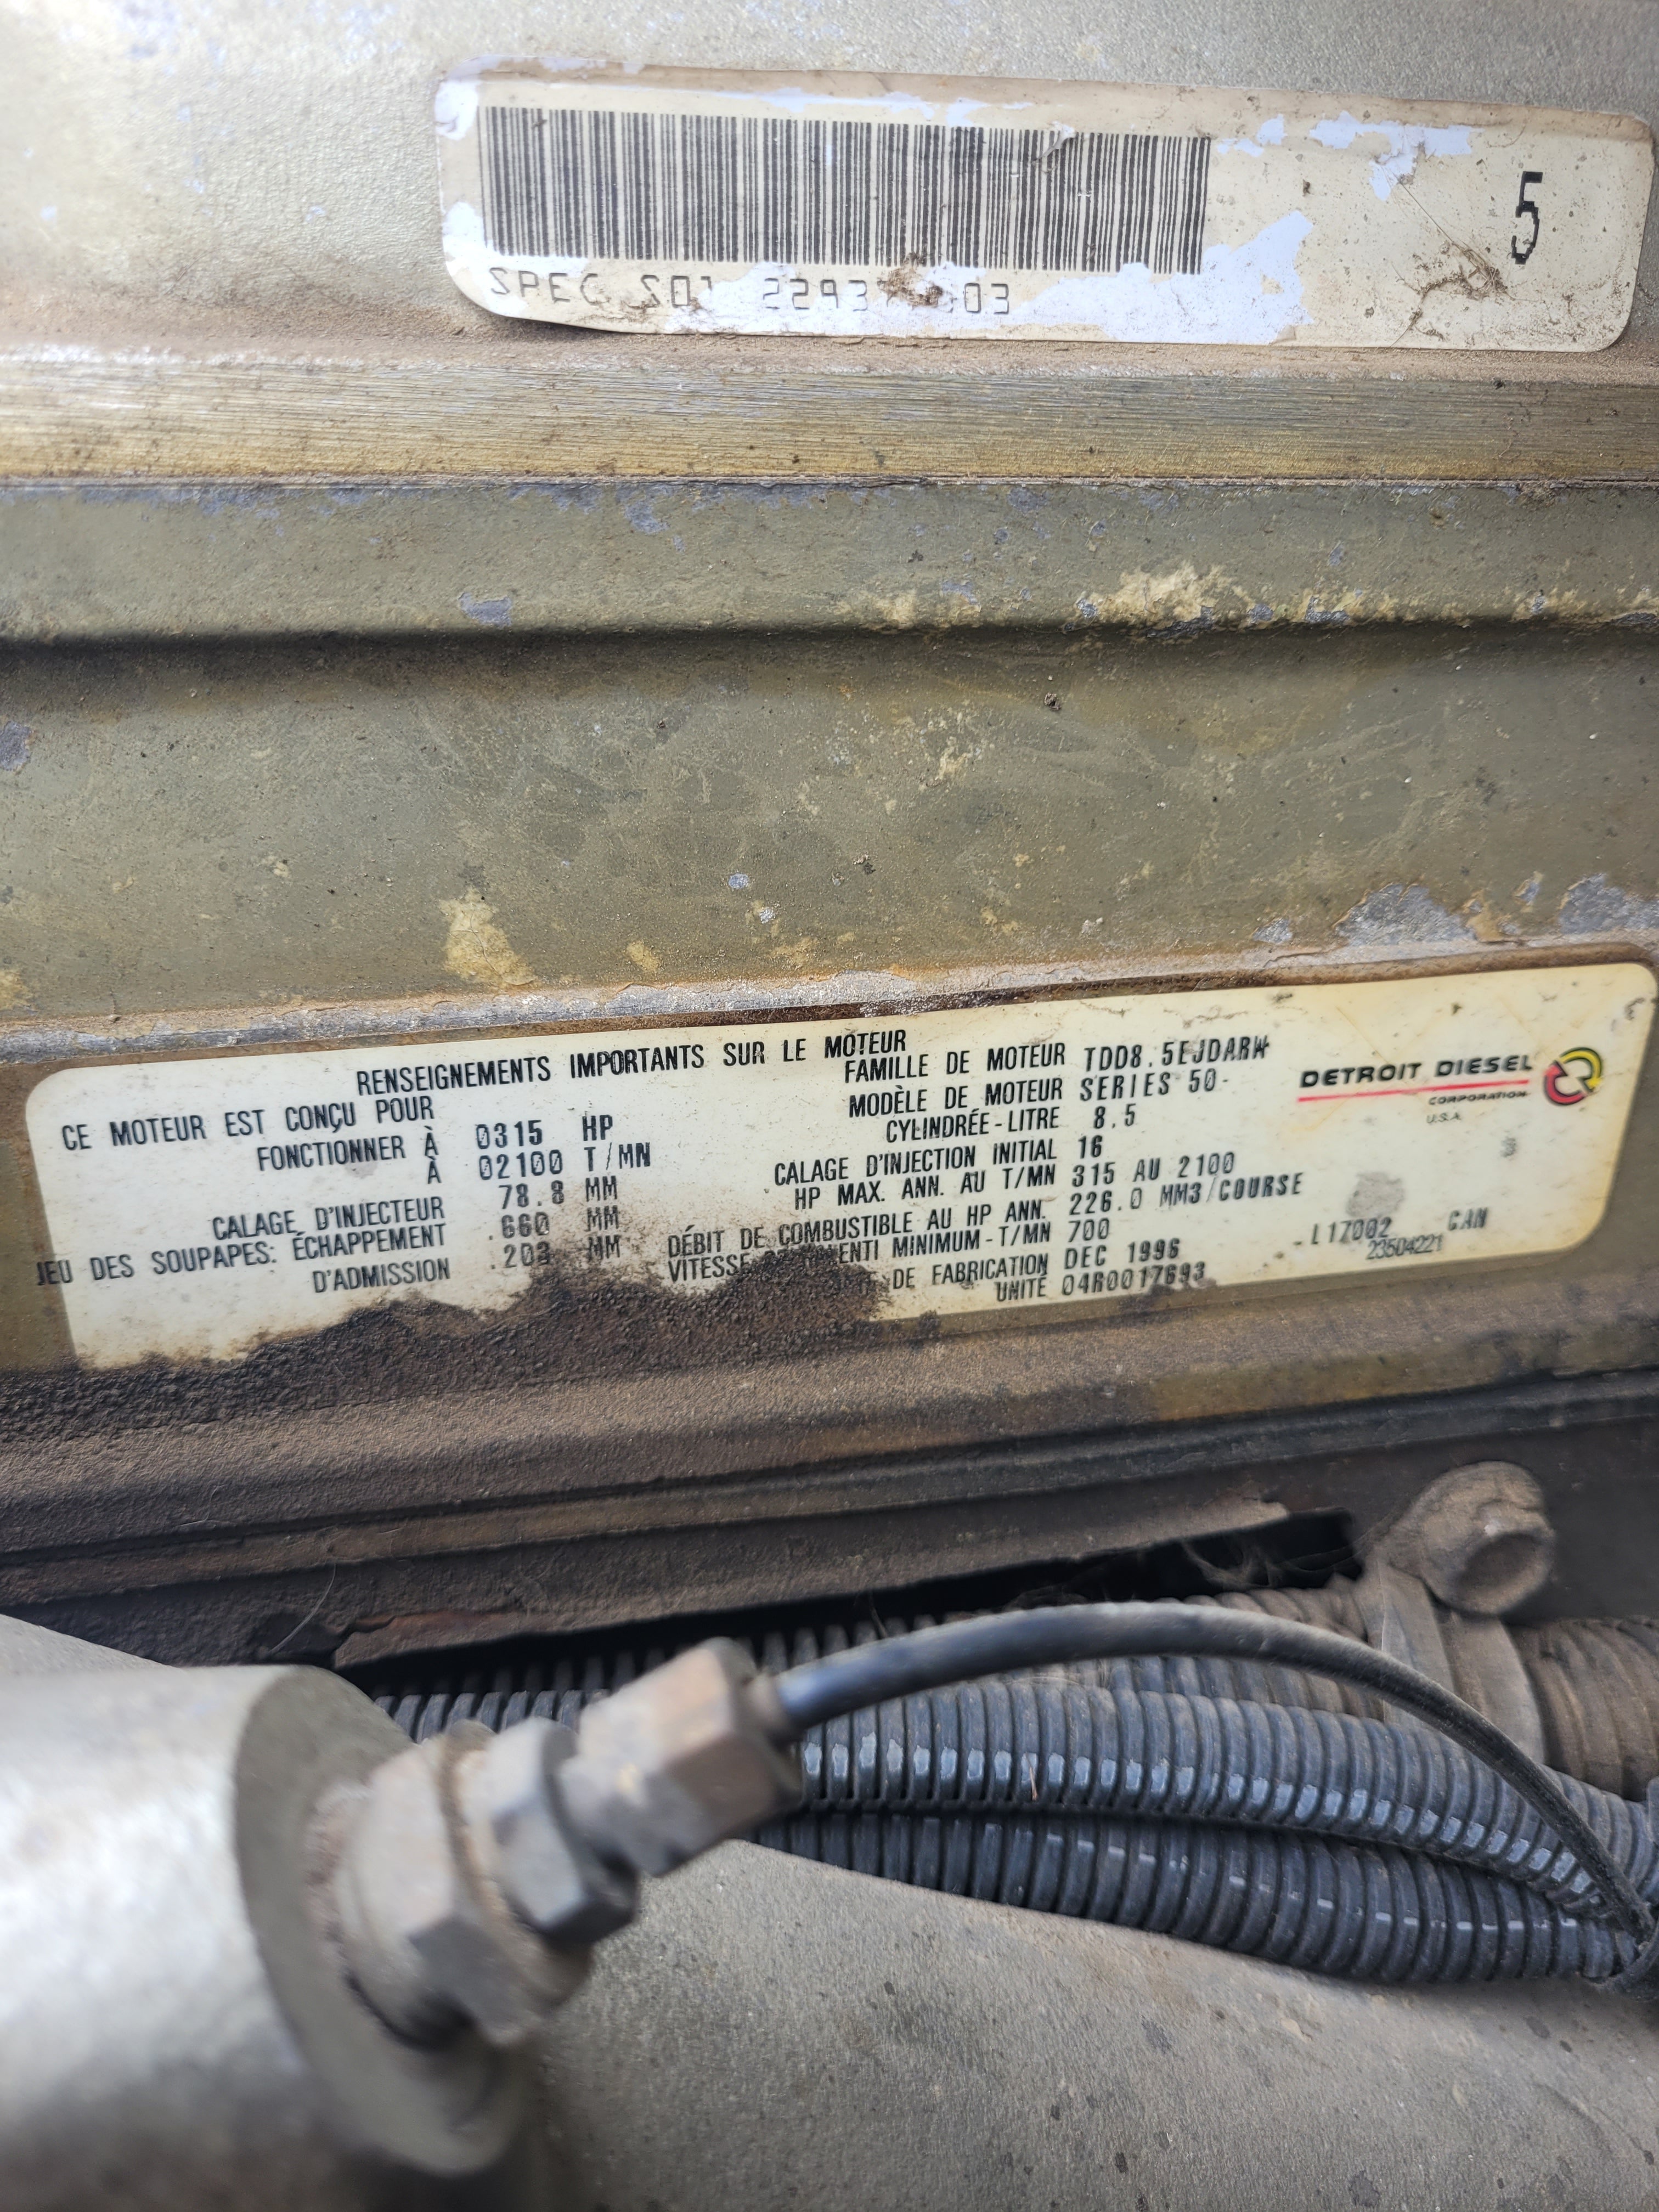 5
SPEC
RENSEIGNEMENTS IMPORTANTS SUR LE MOTEUR
CE MOTEUR EST CONÇU POUR
FONCTIONNER À 0315 HP
À 02100 T/MN
CALAGE D'INJECTEUR 78.8 MM
JEU DES SOUPAPES: ÉCHAPPEMENT .660 MM
D'ADMISSION .203 MM
FAMILLE DE MOTEUR TDD8.5EJDARW
MODÈLE DE MOTEUR SERIES 50-
CYLINDRÉE-LITRE 8.5
CALAGE D'INJECTION INITIAL 16
HP MAX. ANN. AU T/MN 315 AU 2100
DÉBIT DE COMBUSTIBLE AU HP ANN. 226.0 MM3/COURSE
VITESSE MINIMUM-T/MN 700
DE FABRICATION DEC 1996
UNITÉ 04R0017693
DETROIT DIESEL
CORPORATION
U.S.A.
L17002 CAN
23504221